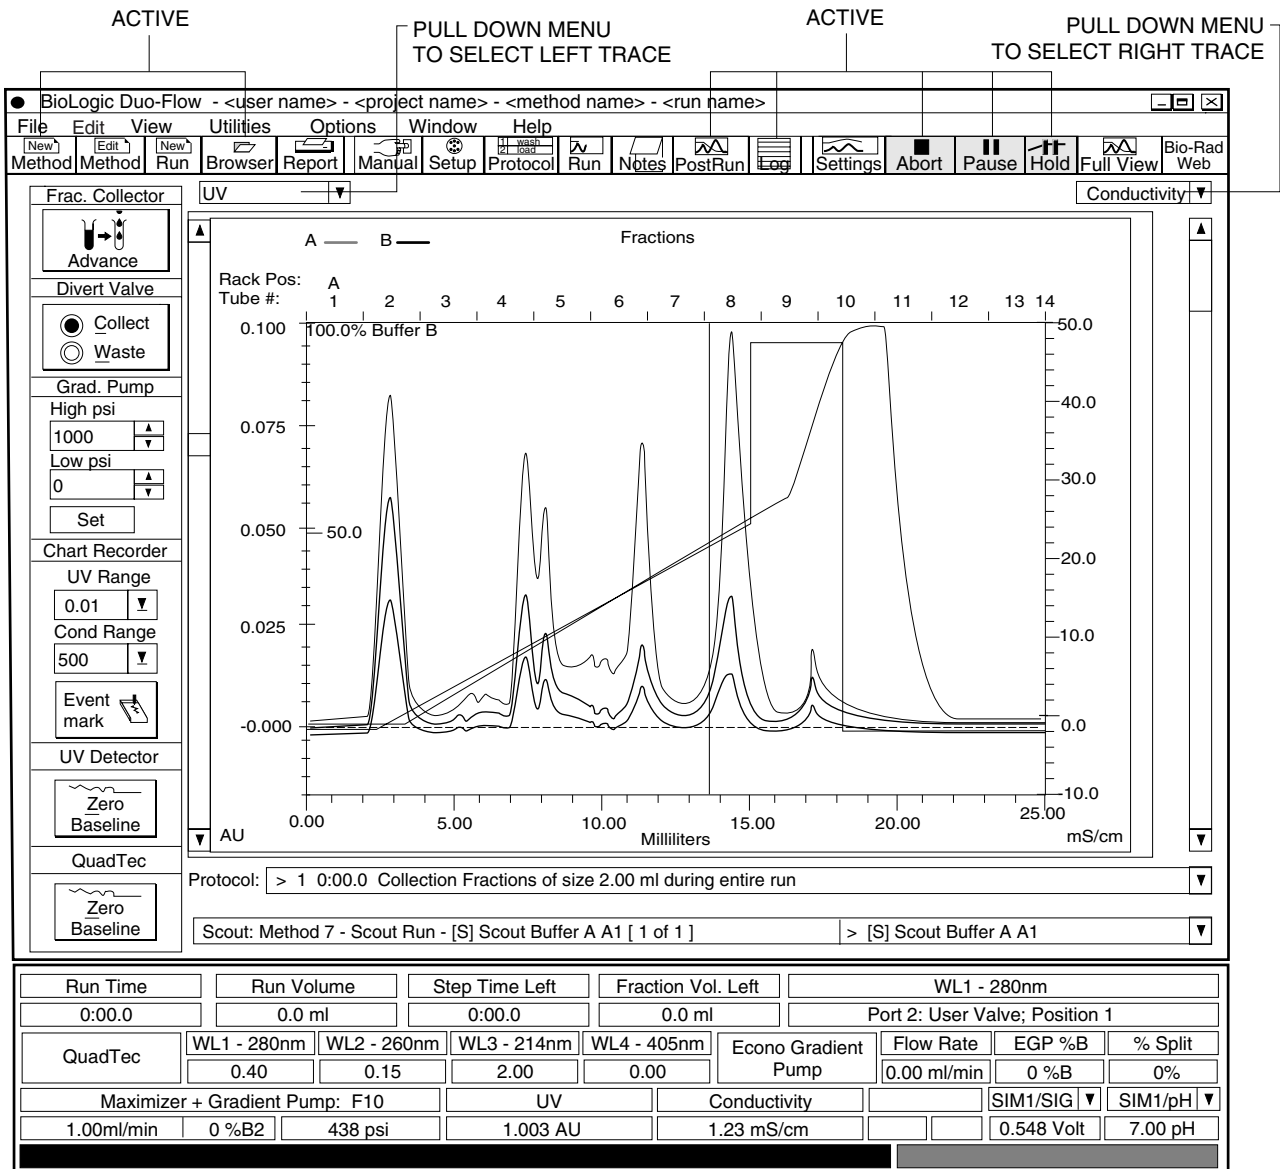 ACTIVE
PULL DOWN MENU
TO SELECT LEFT TRACE
ACTIVE
PULL DOWN MENU
TO SELECT RIGHT TRACE
BioLogic Duo-Flow - <user name> - <project name> - <method name> - <run name>
File Edit View Utilities Options Window Help
New Method
Edit Method
New Run
Browser
Report
Manual
Setup
1 wash 2 load Protocol
Run
Notes
PostRun
Log
Settings
Abort
Pause
Hold
Full View
Bio-Rad Web
Frac. Collector
Advance
Divert Valve
Collect
Waste
Grad. Pump
High psi
1000
Low psi
0
Set
Chart Recorder
UV Range
0.01
Cond Range
500
Event
mark
UV Detector
Zero
Baseline
QuadTec
Zero
Baseline
UV
Conductivity
A B Fractions
Rack Pos: A
Tube #: 1 2 3 4 5 6 7 8 9 10 11 12 13 14
100.0% Buffer B
50.0
0.100
0.075
0.050
0.025
-0.000
50.0
40.0
30.0
20.0
10.0
0.0
-10.0
0.00 5.00 10.00 15.00 20.00 25.00
AU Milliliters mS/cm
Protocol: > 1 0:00.0 Collection Fractions of size 2.00 ml during entire run
Scout: Method 7 - Scout Run - [S] Scout Buffer A A1 [ 1 of 1 ] > [S] Scout Buffer A A1
Run Time Run Volume Step Time Left Fraction Vol. Left WL1 - 280nm
0:00.0 0.0 ml 0:00.0 0.0 ml Port 2: User Valve; Position 1
QuadTec WL1 - 280nm WL2 - 260nm WL3 - 214nm WL4 - 405nm Econo Gradient Pump Flow Rate EGP %B % Split
0.40 0.15 2.00 0.00 0.00 ml/min 0 %B 0%
Maximizer + Gradient Pump: F10 UV Conductivity SIM1/SIG SIM1/pH
1.00ml/min 0 %B2 438 psi 1.003 AU 1.23 mS/cm 0.548 Volt 7.00 pH